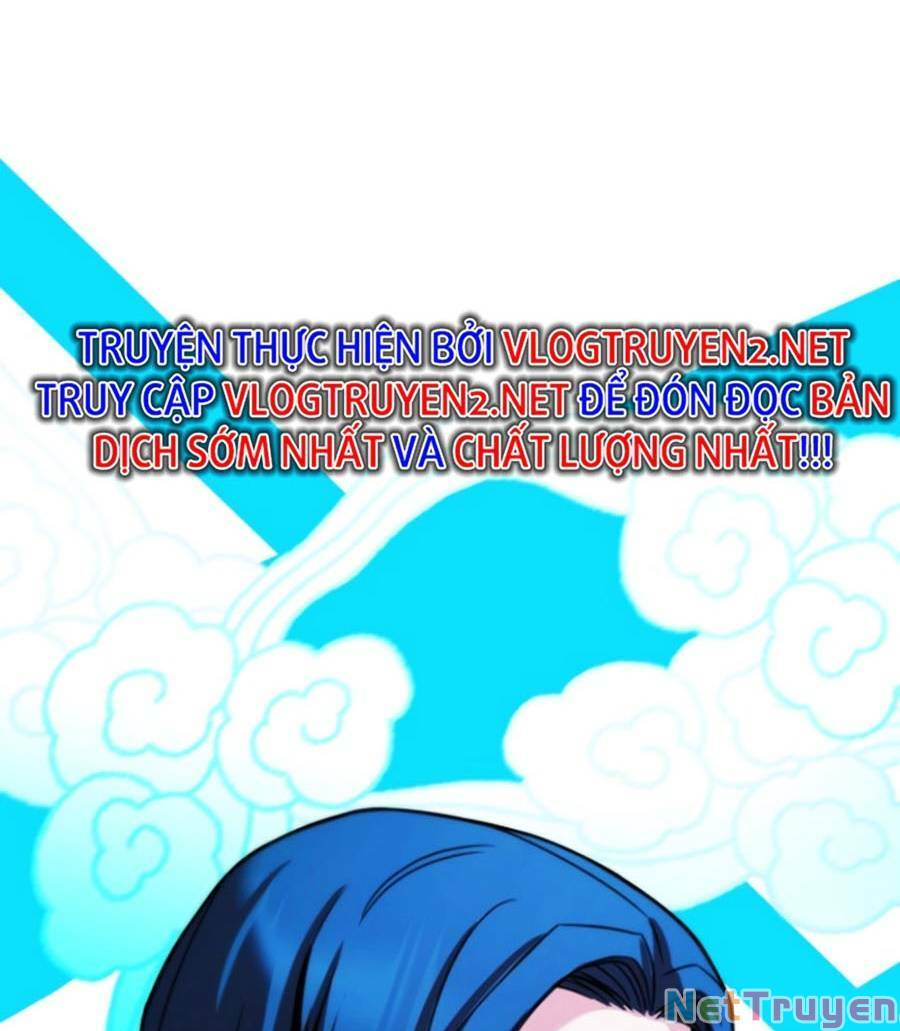 TRUYỆN THỰC HIỆN BỞI VLOGTRUYEN2.NET
TRUY CẬP VLOGTRUYEN2.NET ĐỂ ĐÓN ĐỌC BẢN
DỊCH SỚM NHẤT VÀ CHẤT LƯỢNG NHẤT!!!
NetTruyen